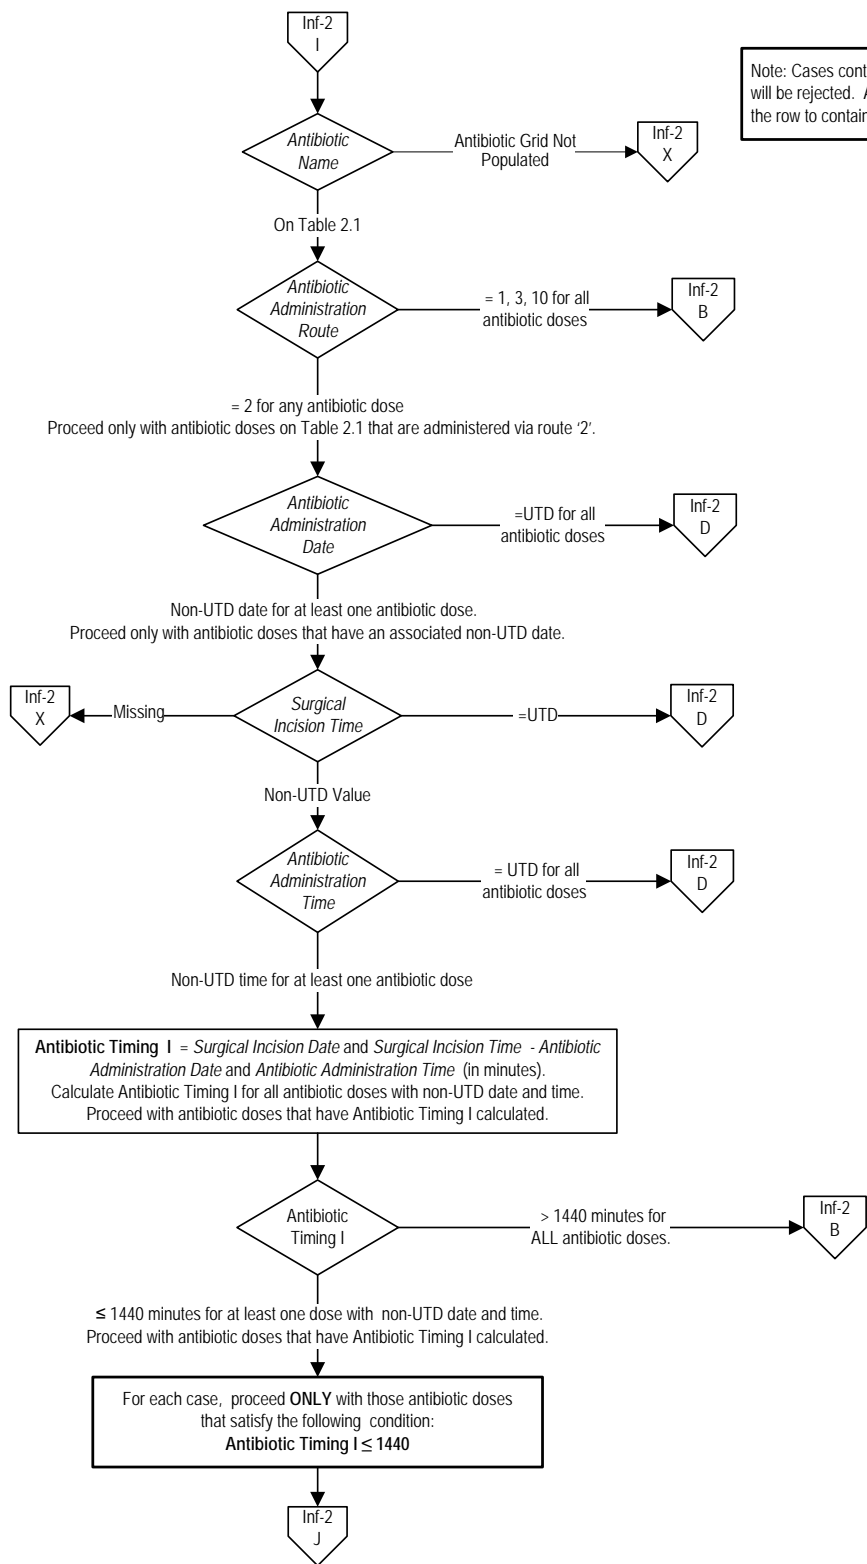 Inf-2
I
Note: Cases cont
will be rejected. A
the row to contain
Antibiotic
Name
Antibiotic Grid Not
Populated
Inf-2
X
On Table 2.1
Antibiotic
Administration
Route
= 1, 3, 10 for all
antibiotic doses
Inf-2
B
= 2 for any antibiotic dose
Proceed only with antibiotic doses on Table 2.1 that are administered via route ‘2’.
Antibiotic
Administration
Date
=UTD for all
antibiotic doses
Inf-2
D
Non-UTD date for at least one antibiotic dose.
Proceed only with antibiotic doses that have an associated non-UTD date.
Inf-2
X
Missing
Surgical
Incision Time
=UTD
Inf-2
D
Non-UTD Value
Antibiotic
Administration
Time
= UTD for all
antibiotic doses
Inf-2
D
Non-UTD time for at least one antibiotic dose
Antibiotic Timing I = Surgical Incision Date and Surgical Incision Time - Antibiotic
Administration Date and Antibiotic Administration Time (in minutes).
Calculate Antibiotic Timing I for all antibiotic doses with non-UTD date and time.
Proceed with antibiotic doses that have Antibiotic Timing I calculated.
Antibiotic
Timing I
> 1440 minutes for
ALL antibiotic doses.
Inf-2
B
≤ 1440 minutes for at least one dose with non-UTD date and time.
Proceed with antibiotic doses that have Antibiotic Timing I calculated.
For each case, proceed ONLY with those antibiotic doses
that satisfy the following condition:
Antibiotic Timing I ≤ 1440
Inf-2
J